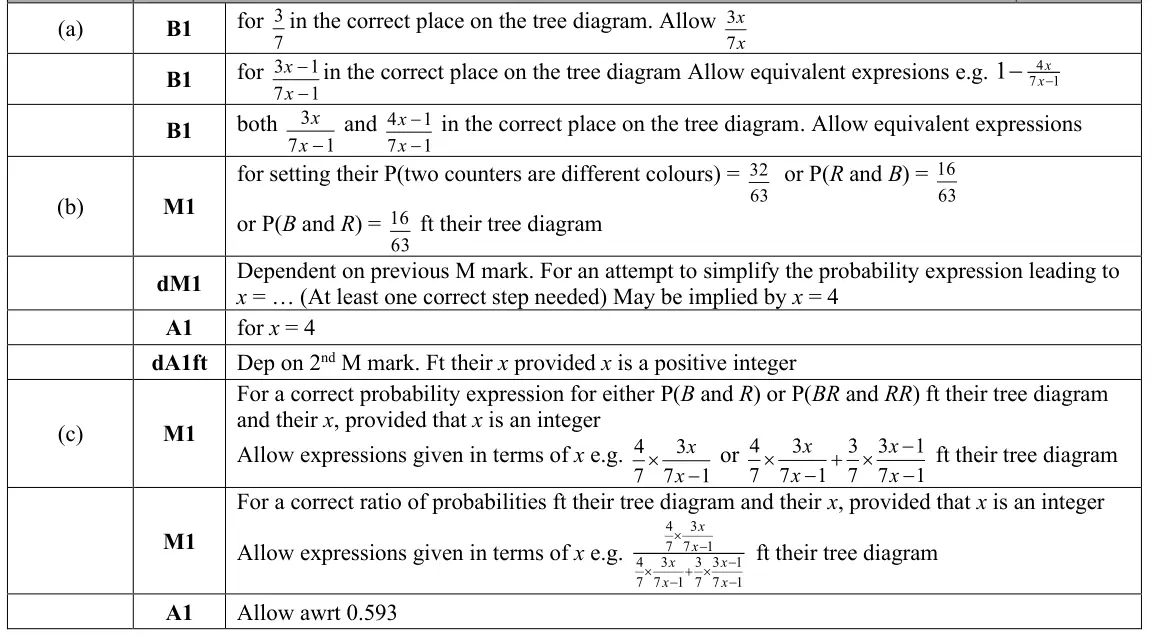 (a) B1 for 3/7 in the correct place on the tree diagram. Allow 3x/7x
B1 for (3x − 1)/(7x − 1) in the correct place on the tree diagram Allow equivalent expresions e.g. 1 − 4x/(7x−1)
B1 both 3x/(7x − 1) and (4x − 1)/(7x − 1) in the correct place on the tree diagram. Allow equivalent expressions
(b) M1 for setting their P(two counters are different colours) = 32/63 or P(R and B) = 16/63
or P(B and R) = 16/63 ft their tree diagram
dM1 Dependent on previous M mark. For an attempt to simplify the probability expression leading to
x = … (At least one correct step needed) May be implied by x = 4
A1 for x = 4
dA1ft Dep on 2nd M mark. Ft their x provided x is a positive integer
(c) M1 For a correct probability expression for either P(B and R) or P(BR and RR) ft their tree diagram
and their x, provided that x is an integer
Allow expressions given in terms of x e.g. 4/7 × 3x/(7x − 1) or 4/7 × 3x/(7x − 1) + 3/7 × (3x − 1)/(7x − 1) ft their tree diagram
M1 For a correct ratio of probabilities ft their tree diagram and their x, provided that x is an integer
Allow expressions given in terms of x e.g. (4/7 × 3x/(7x−1))/(4/7 × 3x/(7x−1) + 3/7 × (3x−1)/(7x−1)) ft their tree diagram
A1 Allow awrt 0.593